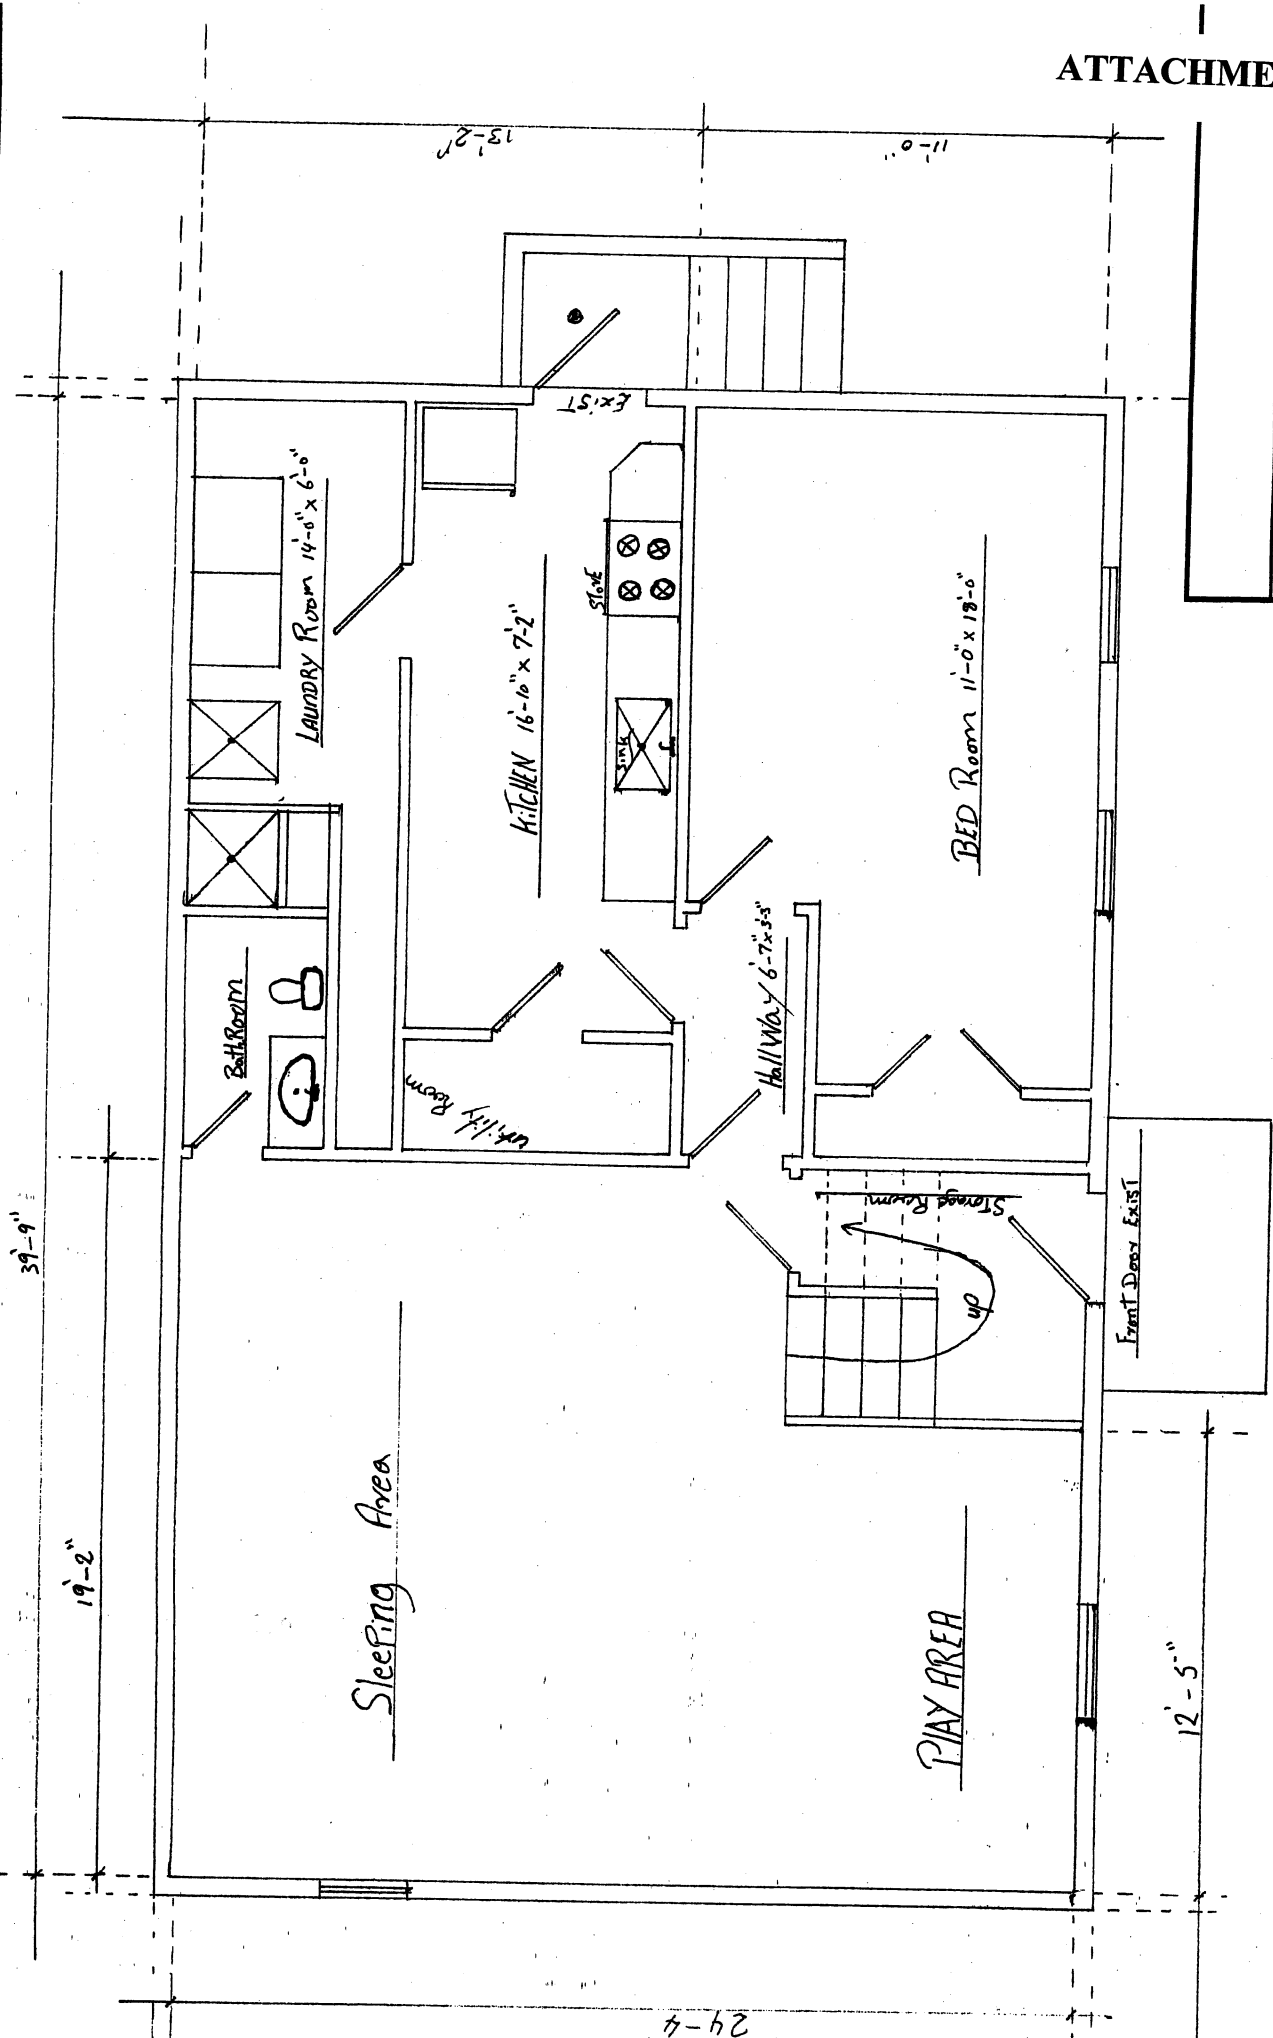 ATTACHME
13'-2"
11'-0"
EXIST
LAUNDRY Room 14'-0" x 6'-0"
STOVE
KITCHEN 16'-10" x 7'-2"
Sink
BED Room 11'-0" x 18'-0"
BathRoom
Hall Way 6'-7" x 3'-3"
utility Room
Storage Room
up
Front Door Exist
39'-9"
19'-2"
Sleeping Area
PLAY AREA
12'-5"
24-4